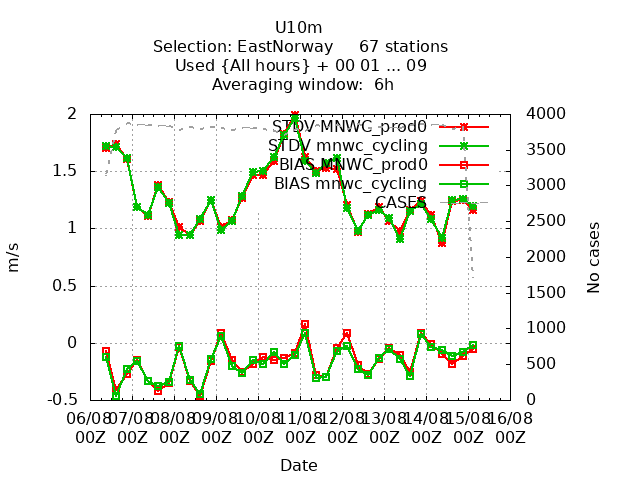 U10m
Selection: EastNorway 67 stations
Used {All hours} + 00 01 ... 09
Averaging window: 6h
STDV MNWC_prod0
STDV mnwc_cycling
BIAS MNWC_prod0
BIAS mnwc_cycling
CASES
m/s
2
1.5
1
0.5
0
-0.5
No cases
4000
3500
3000
2500
2000
1500
1000
500
0
06/08 07/08 08/08 09/08 10/08 11/08 12/08 13/08 14/08 15/08 16/08
00Z 00Z 00Z 00Z 00Z 00Z 00Z 00Z 00Z 00Z 00Z
Date